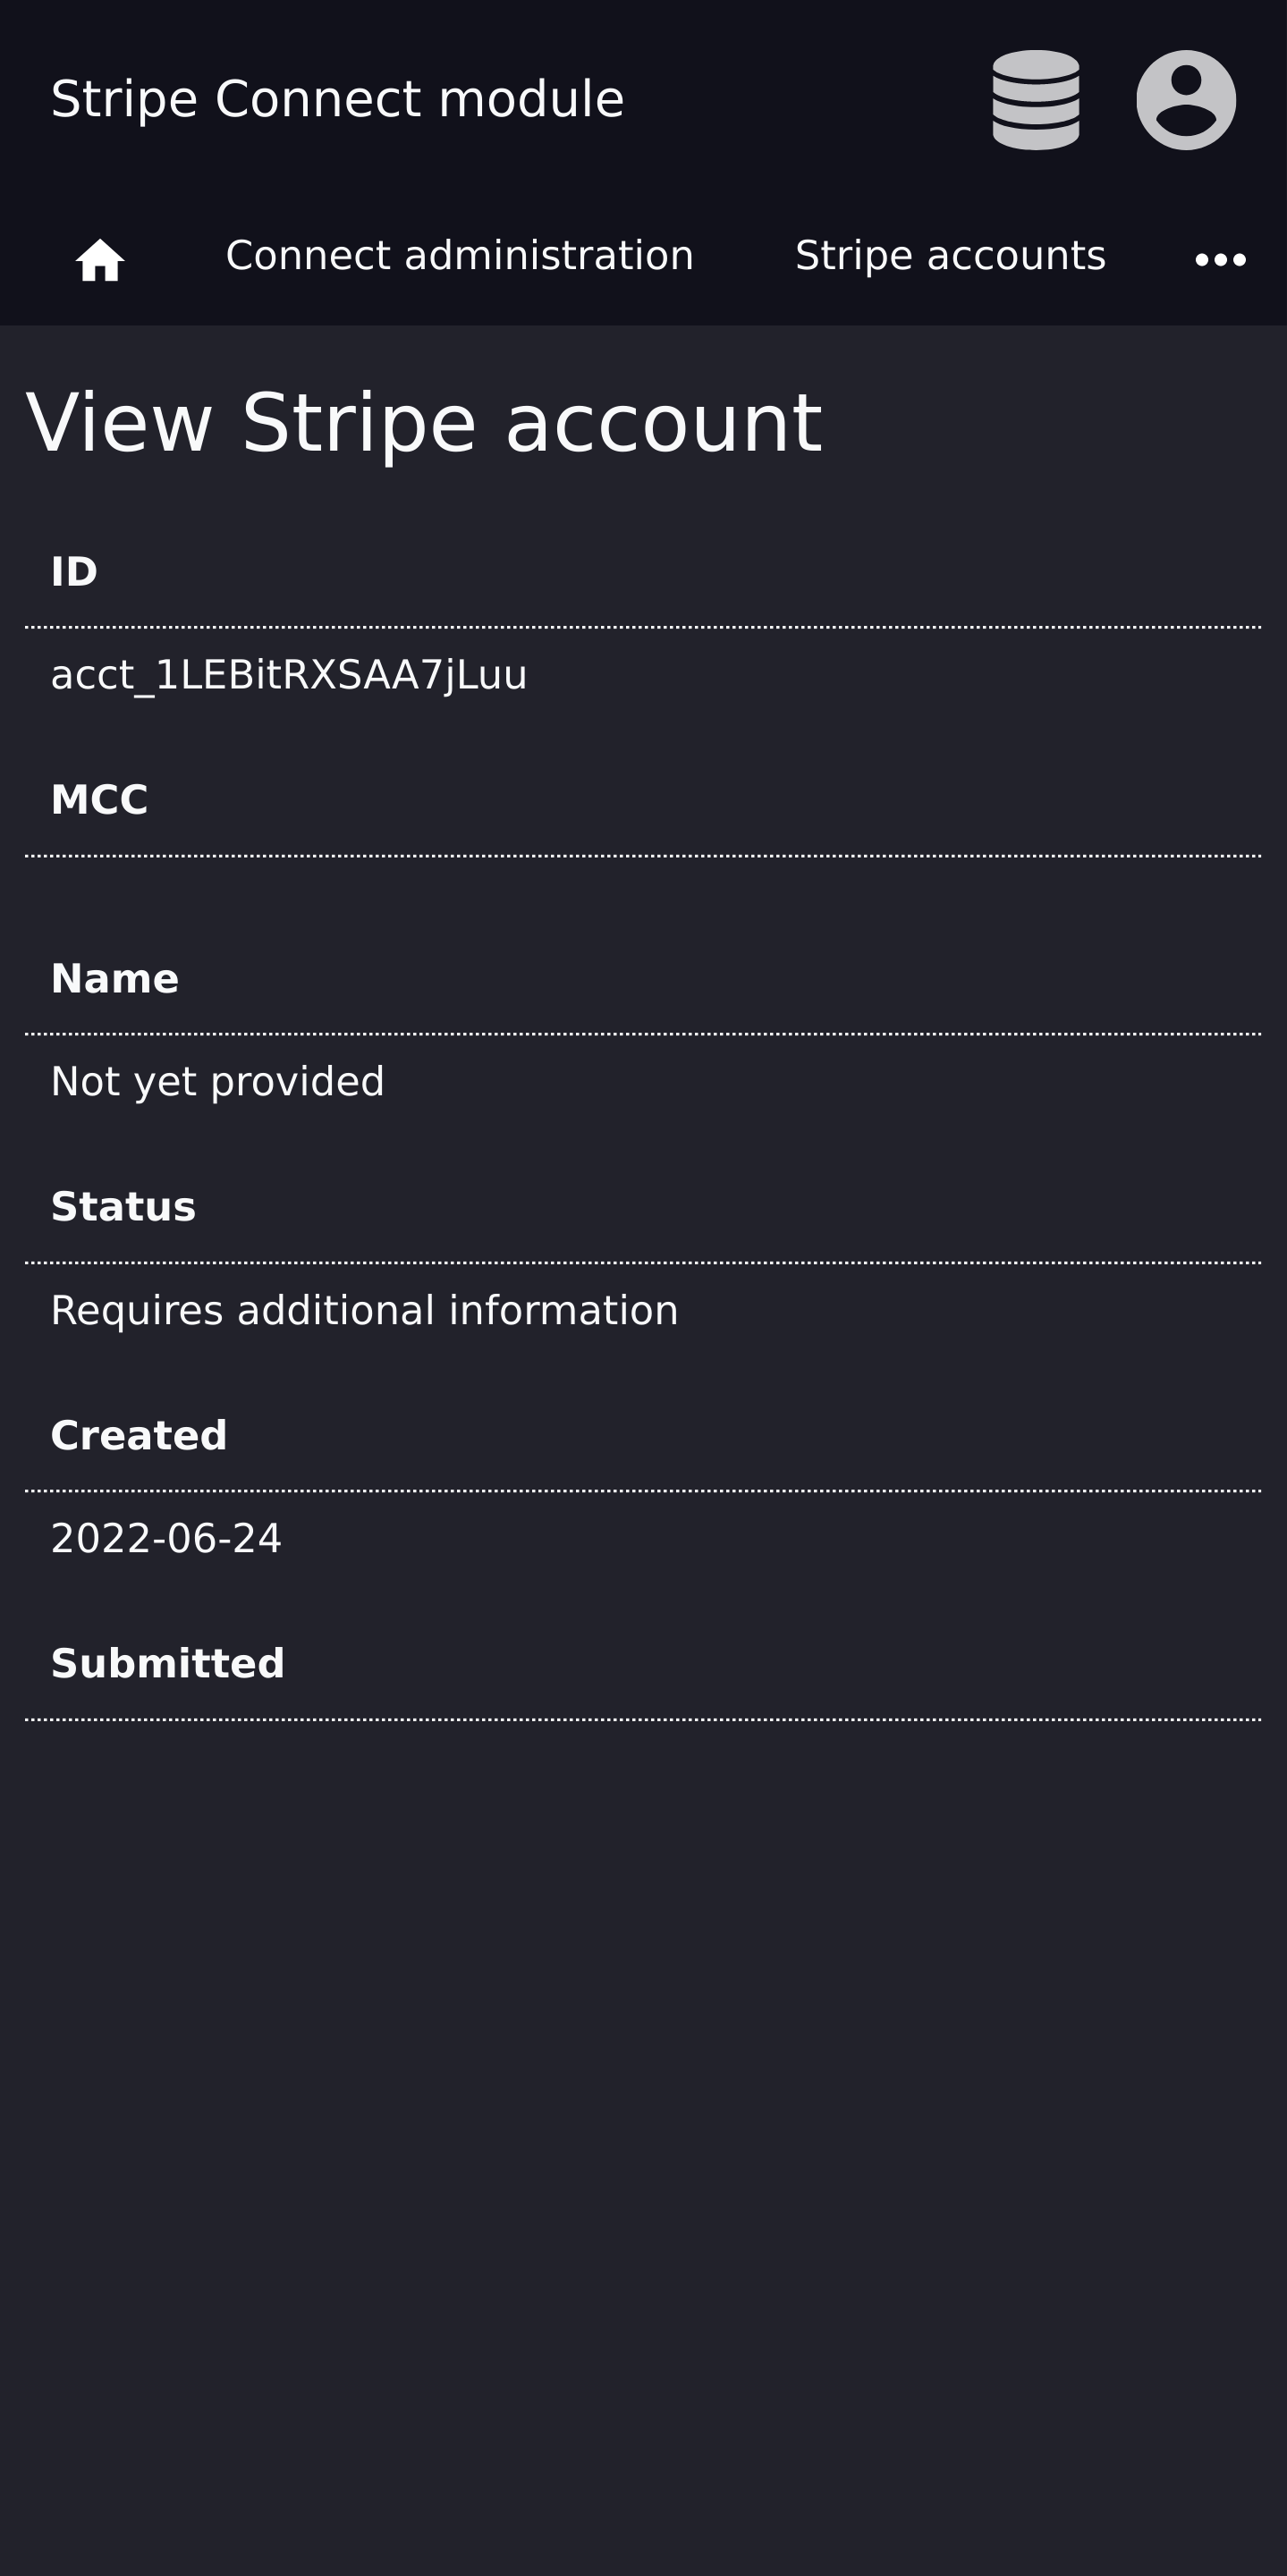 Stripe Connect module
Connect administration Stripe accounts
View Stripe account
ID
acct_1LEBitRXSAA7jLuu
MCC
Name
Not yet provided
Status
Requires additional information
Created
2022-06-24
Submitted